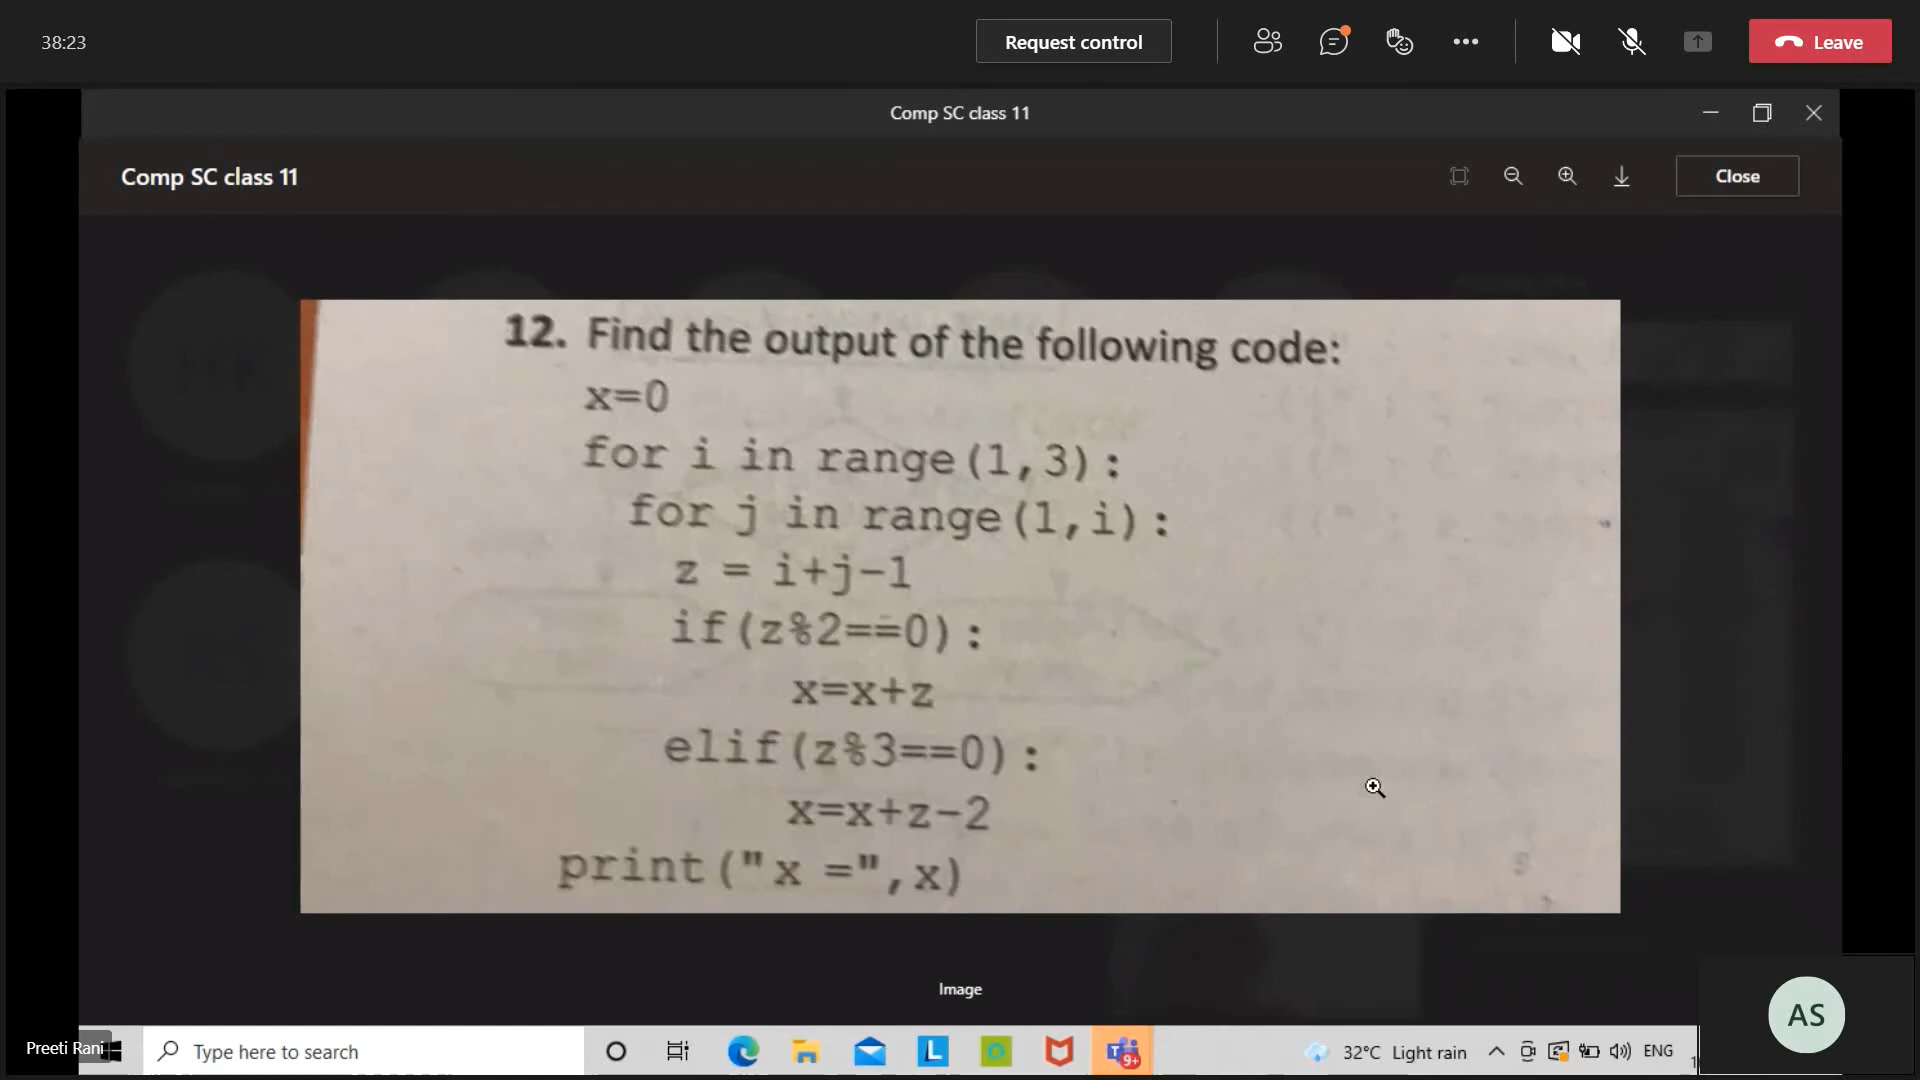 38:23
Request control
Leave
Comp SC class 11
Comp SC class 11
Close
12. Find the output of the following code:
x=0
for i in range(1,3):
for j in range(1,i):
z = i+j-1
if(z%2==0):
x=x+z
elif(z%3==0):
x=x+z-2
print("x =",x)
Image
AS
Preeti Rani
Type here to search
L
T
9+
32°C Light rain
ENG